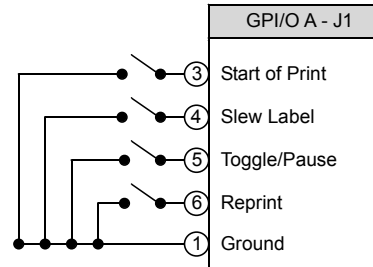 GPI/O A - J1
3 Start of Print
4 Slew Label
5 Toggle/Pause
6 Reprint
1 Ground